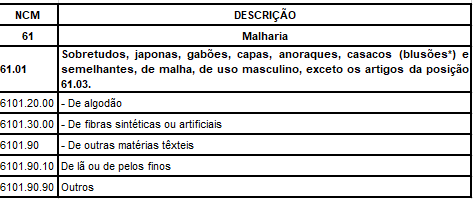 NCM DESCRIÇÃO
61 Malharia
Sobretudos, japonas, gabões, capas, anoraques, casacos (blusões*) e
61.01 semelhantes, de malha, de uso masculino, exceto os artigos da posição
61.03.
6101.20.00 - De algodão
6101.30.00 - De fibras sintéticas ou artificiais
6101.90 - De outras matérias têxteis
6101.90.10 De lã ou de pelos finos
6101.90.90 Outros